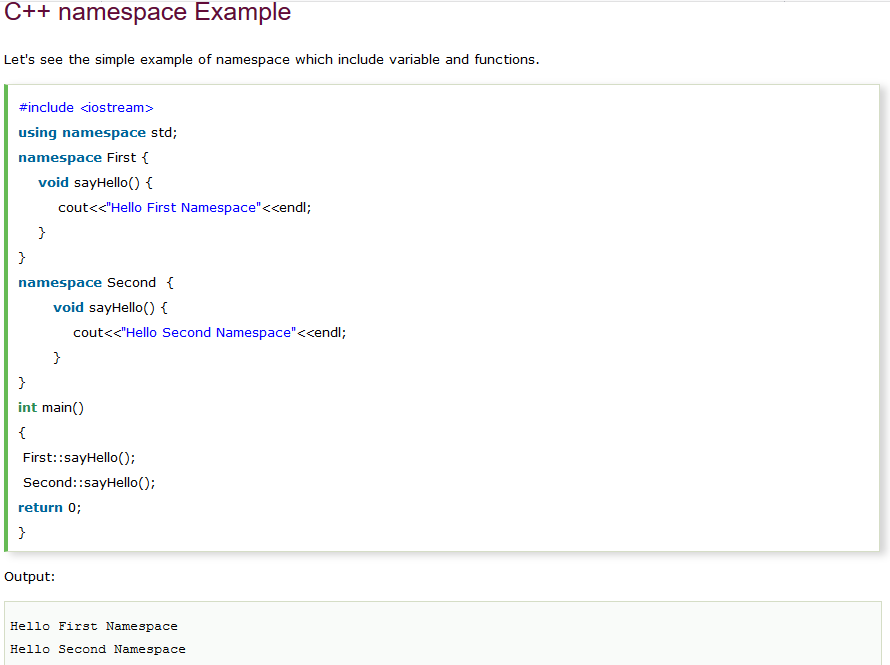 C++ namespace Example
Let's see the simple example of namespace which include variable and functions.
#include <iostream>
using namespace std;
namespace First {
void sayHello() {
cout<<"Hello First Namespace"<<endl;
}
}
namespace Second  {
void sayHello() {
cout<<"Hello Second Namespace"<<endl;
}
}
int main()
{
First::sayHello();
Second::sayHello();
return 0;
}
Output:
Hello First Namespace
Hello Second Namespace